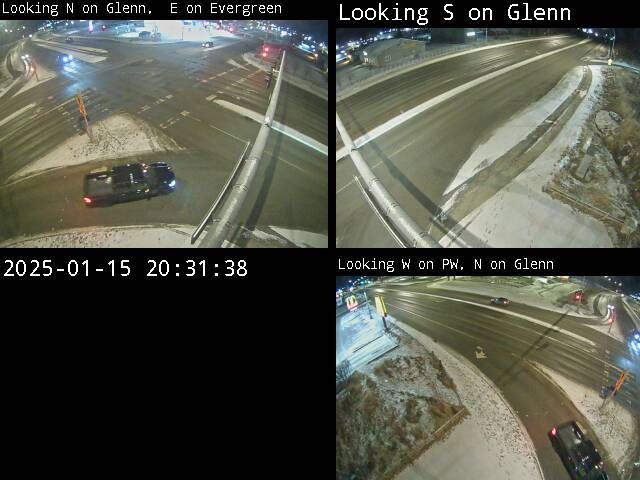 Looking N on Glenn,  E on Evergreen
Looking S on Glenn
2025-01-15 20:31:38
Looking W on PW, N on Glenn